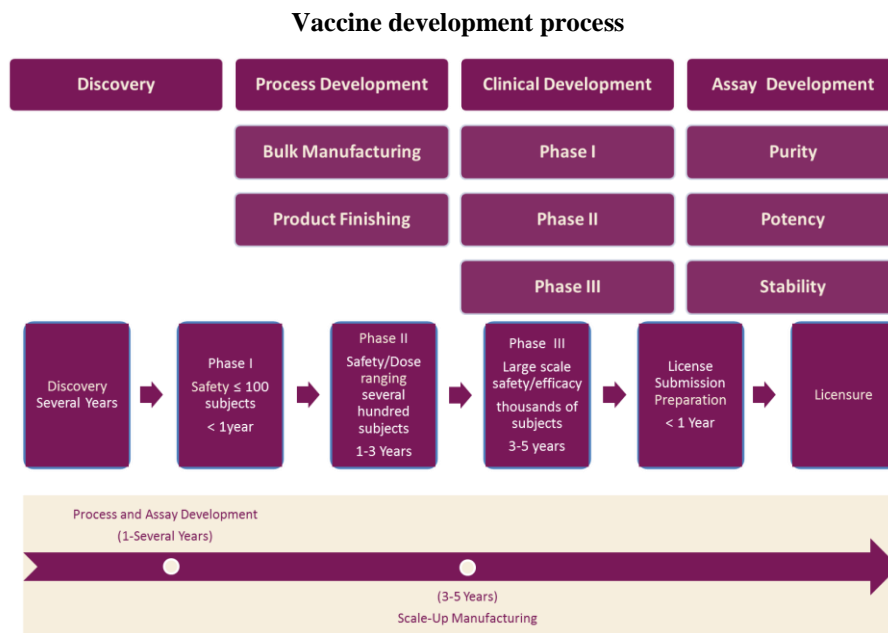 Vaccine development process
Discovery
Process Development
Clinical Development
Assay Development
Bulk Manufacturing
Phase I
Purity
Product Finishing
Phase II
Potency
Phase III
Stability
Discovery
Several Years
Phase I
Safety ≤ 100
subjects
< 1year
Phase II
Safety/Dose
ranging
several
hundred
subjects
1-3 Years
Phase III
Large scale
safety/efficacy
thousands of
subjects
3-5 years
License
Submission
Preparation
< 1 Year
Licensure
Process and Assay Development
(1-Several Years)
(3-5 Years)
Scale-Up Manufacturing